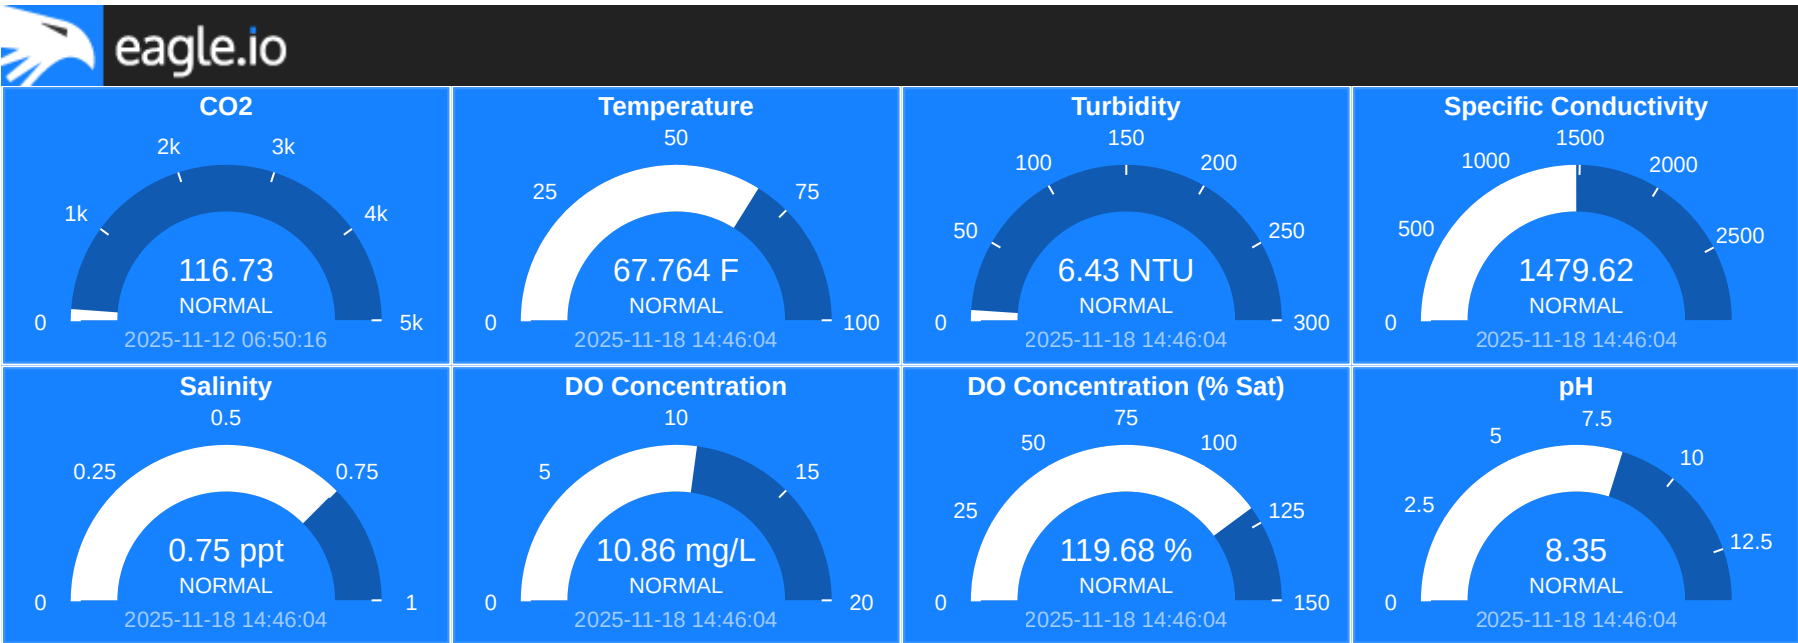 eagle.io
CO2
2k
3k
1k
4k
116.73
NORMAL
0
5k
2025-11-12 06:50:16
Temperature
50
25
75
67.764 F
NORMAL
0
100
2025-11-18 14:46:04
Turbidity
150
100
200
50
250
6.43 NTU
NORMAL
0
300
2025-11-18 14:46:04
Specific Conductivity
1500
1000
2000
500
2500
1479.62
NORMAL
0
2025-11-18 14:46:04
Salinity
0.5
0.25
0.75
0.75 ppt
NORMAL
0
1
2025-11-18 14:46:04
DO Concentration
10
5
15
10.86 mg/L
NORMAL
0
20
2025-11-18 14:46:04
DO Concentration (% Sat)
75
50
100
25
125
119.68 %
NORMAL
0
150
2025-11-18 14:46:04
pH
7.5
5
10
2.5
12.5
8.35
NORMAL
0
2025-11-18 14:46:04